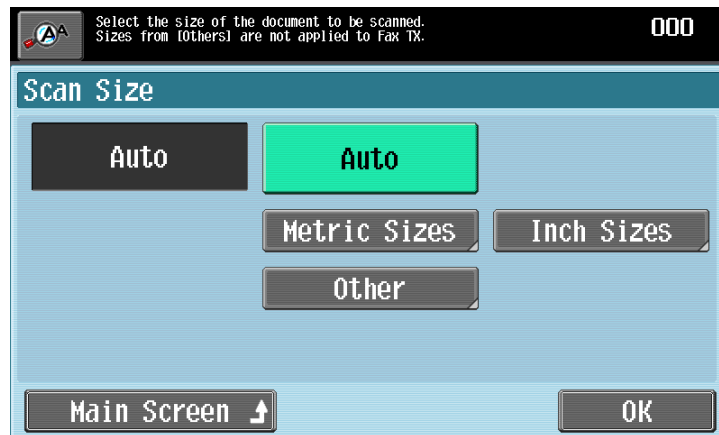 AA
Select the size of the document to be scanned.
Sizes from [Others] are not applied to Fax TX.
000
Scan Size
Auto
Auto
Metric Sizes
Inch Sizes
Other
Main Screen
OK